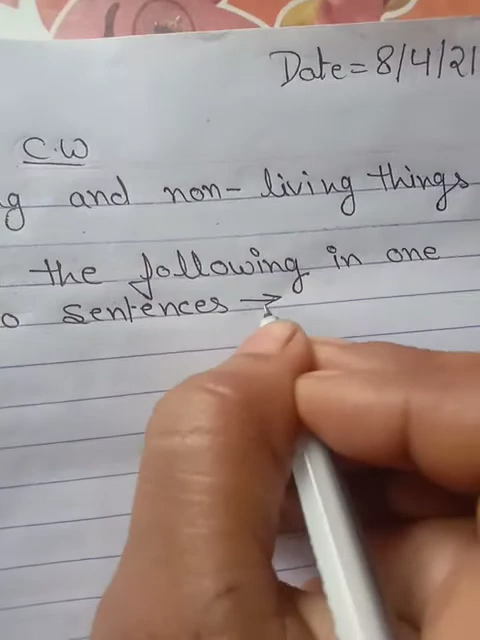 Date = 8/4/21
C.W
g and non-living things
the following in one
o sentences →